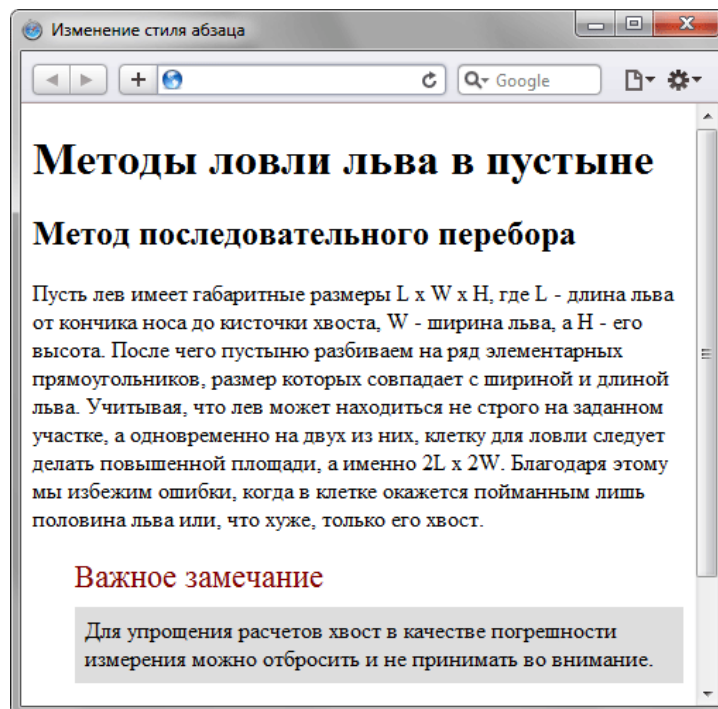 Изменение стиля абзаца
Google
Методы ловли льва в пустыне
Метод последовательного перебора
Пусть лев имеет габаритные размеры L x W x H, где L - длина льва
от кончика носа до кисточки хвоста, W - ширина льва, а H - его
высота. После чего пустыню разбиваем на ряд элементарных
прямоугольников, размер которых совпадает с шириной и длиной
льва. Учитывая, что лев может находиться не строго на заданном
участке, а одновременно на двух из них, клетку для ловли следует
делать повышенной площади, а именно 2L x 2W. Благодаря этому
мы избежим ошибки, когда в клетке окажется пойманным лишь
половина льва или, что хуже, только его хвост.
Важное замечание
Для упрощения расчетов хвост в качестве погрешности
измерения можно отбросить и не принимать во внимание.